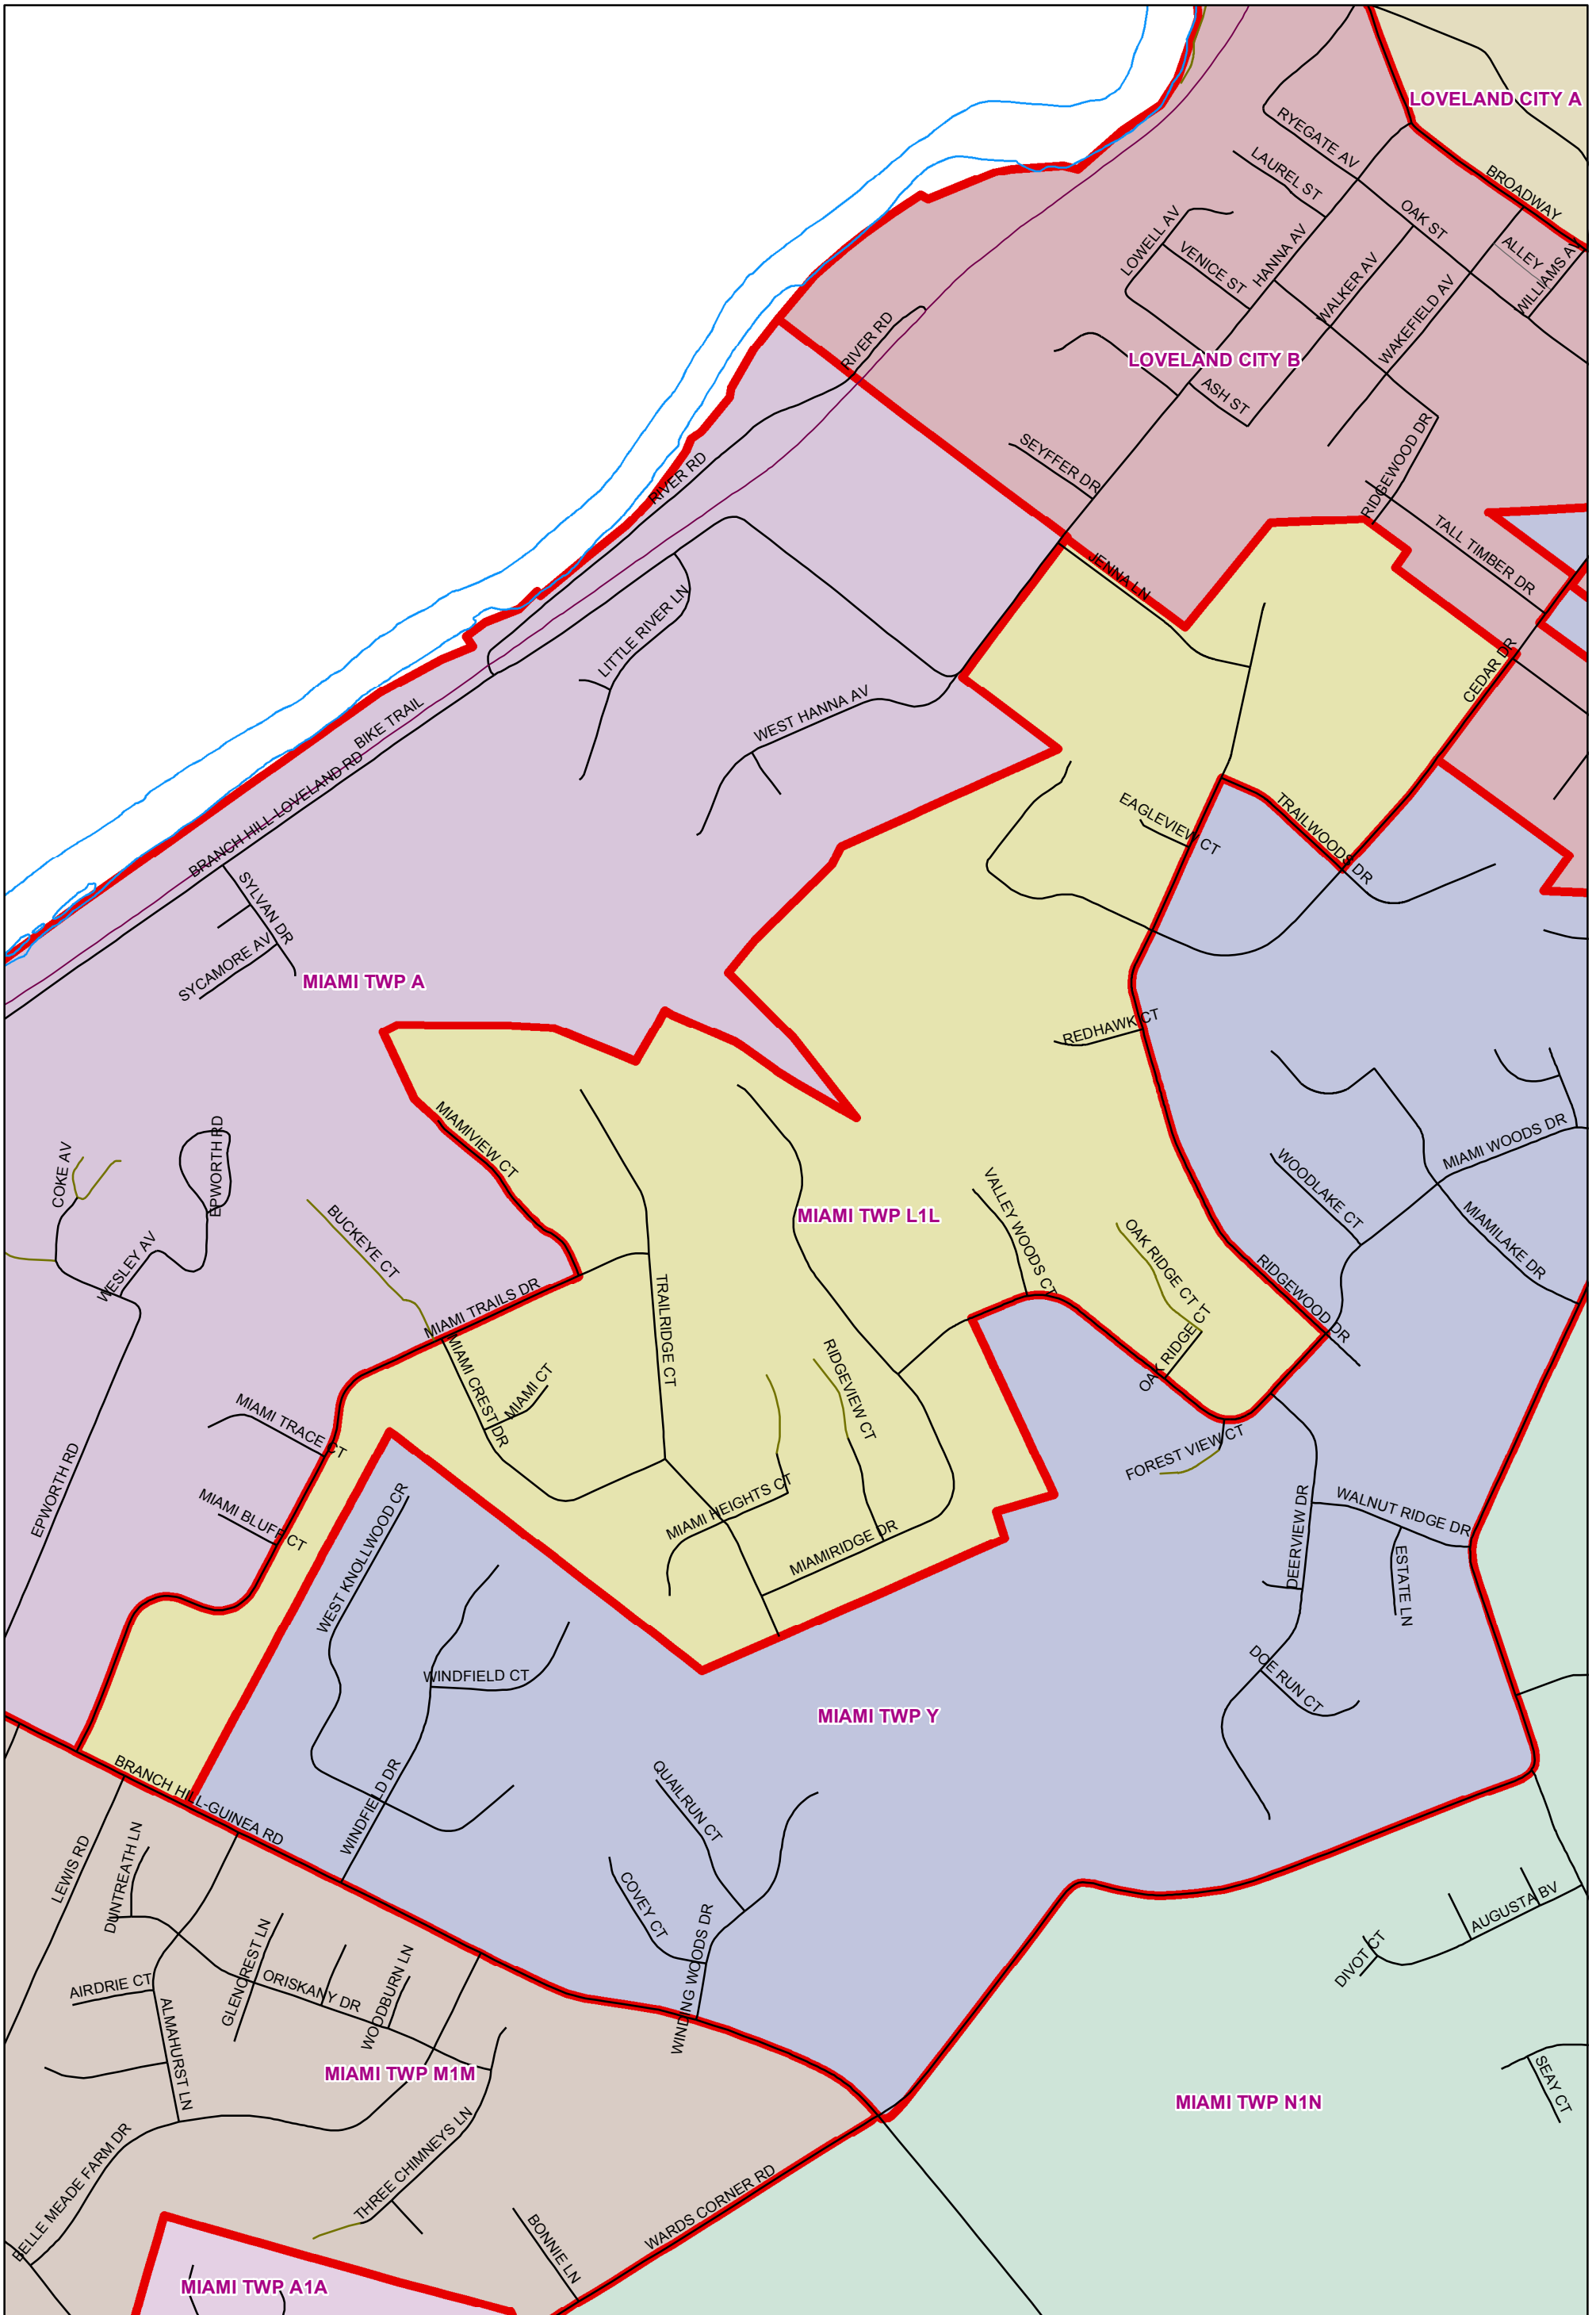 LOVELAND CITY A
RYEGATE AV
BROADWAY
LAUREL ST
OAK ST
LOWELL AV
VENICE ST
HANNA AV
ALLEY
WILLIAMS AV
WALKER AV
WAKEFIELD AV
RIVER RD
LOVELAND CITY B
ASH ST
SEYFFER DR
RIDGEWOOD DR
RIVER RD
TALL TIMBER DR
JENNA LN
LITTLE RIVER LN
CEDAR DR
WEST HANNA AV
BIKE TRAIL
BRANCH HILL-LOVELAND RD
EAGLEVIEW CT
TRAILWOODS DR
SYLVAN DR
SYCAMORE AV
MIAMI TWP A
REDHAWK CT
MIAMIVIEW CT
COKE AV
EPWORTH RD
MIAMI WOODS DR
WOODLAKE CT
VALLEY WOODS CT
MIAMI TWP L1L
BUCKEYE CT
OAK RIDGE CT CT
MIAMILAKE DR
WESLEY AV
RIDGEWOOD DR
MIAMI TRAILS DR
TRAILRIDGE CT
OAK RIDGE CT
MIAMI CREST DR
MIAMI CT
RIDGEVIEW CT
MIAMI TRACE CT
FOREST VIEW CT
EPWORTH RD
MIAMI BLUFF CT
WEST KNOLLWOOD CR
MIAMI HEIGHTS CT
MIAMIRIDGE DR
DEERVIEW DR
WALNUT RIDGE DR
ESTATE LN
WINDFIELD CT
DOE RUN CT
MIAMI TWP Y
BRANCH HILL-GUINEA RD
WINDFIELD DR
QUAILRUN CT
LEWIS RD
DUNTREATH LN
COVEY CT
WINDING WOODS DR
AUGUSTA BV
DIVOT CT
GLENCREST LN
AIRDRIE CT
ORISKANY DR
WOODBURN LN
ALMAHURST LN
MIAMI TWP M1M
SEAY CT
MIAMI TWP N1N
BELLE MEADE FARM DR
THREE CHIMNEYS LN
WARDS CORNER RD
BONNIE LN
MIAMI TWP A1A